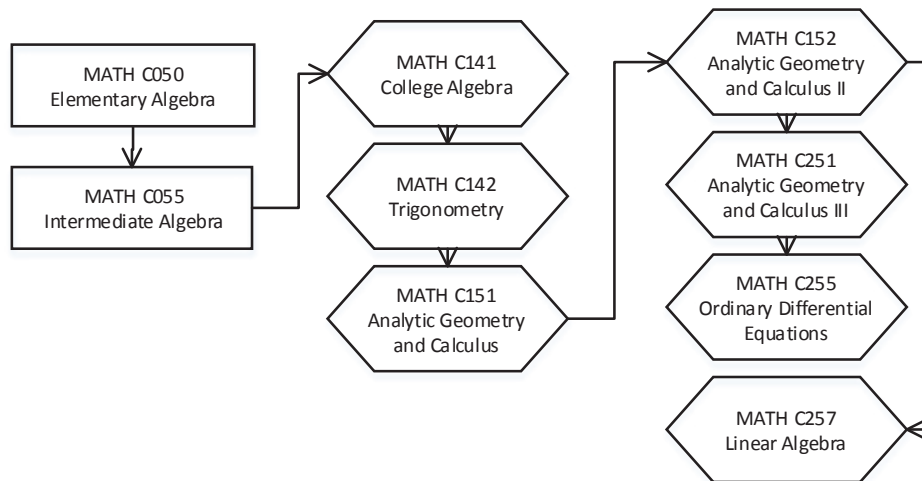 MATH C050
Elementary Algebra
MATH C055
Intermediate Algebra
MATH C141
College Algebra
MATH C142
Trigonometry
MATH C151
Analytic Geometry
and Calculus
MATH C152
Analytic Geometry
and Calculus II
MATH C251
Analytic Geometry
and Calculus III
MATH C255
Ordinary Differential
Equations
MATH C257
Linear Algebra